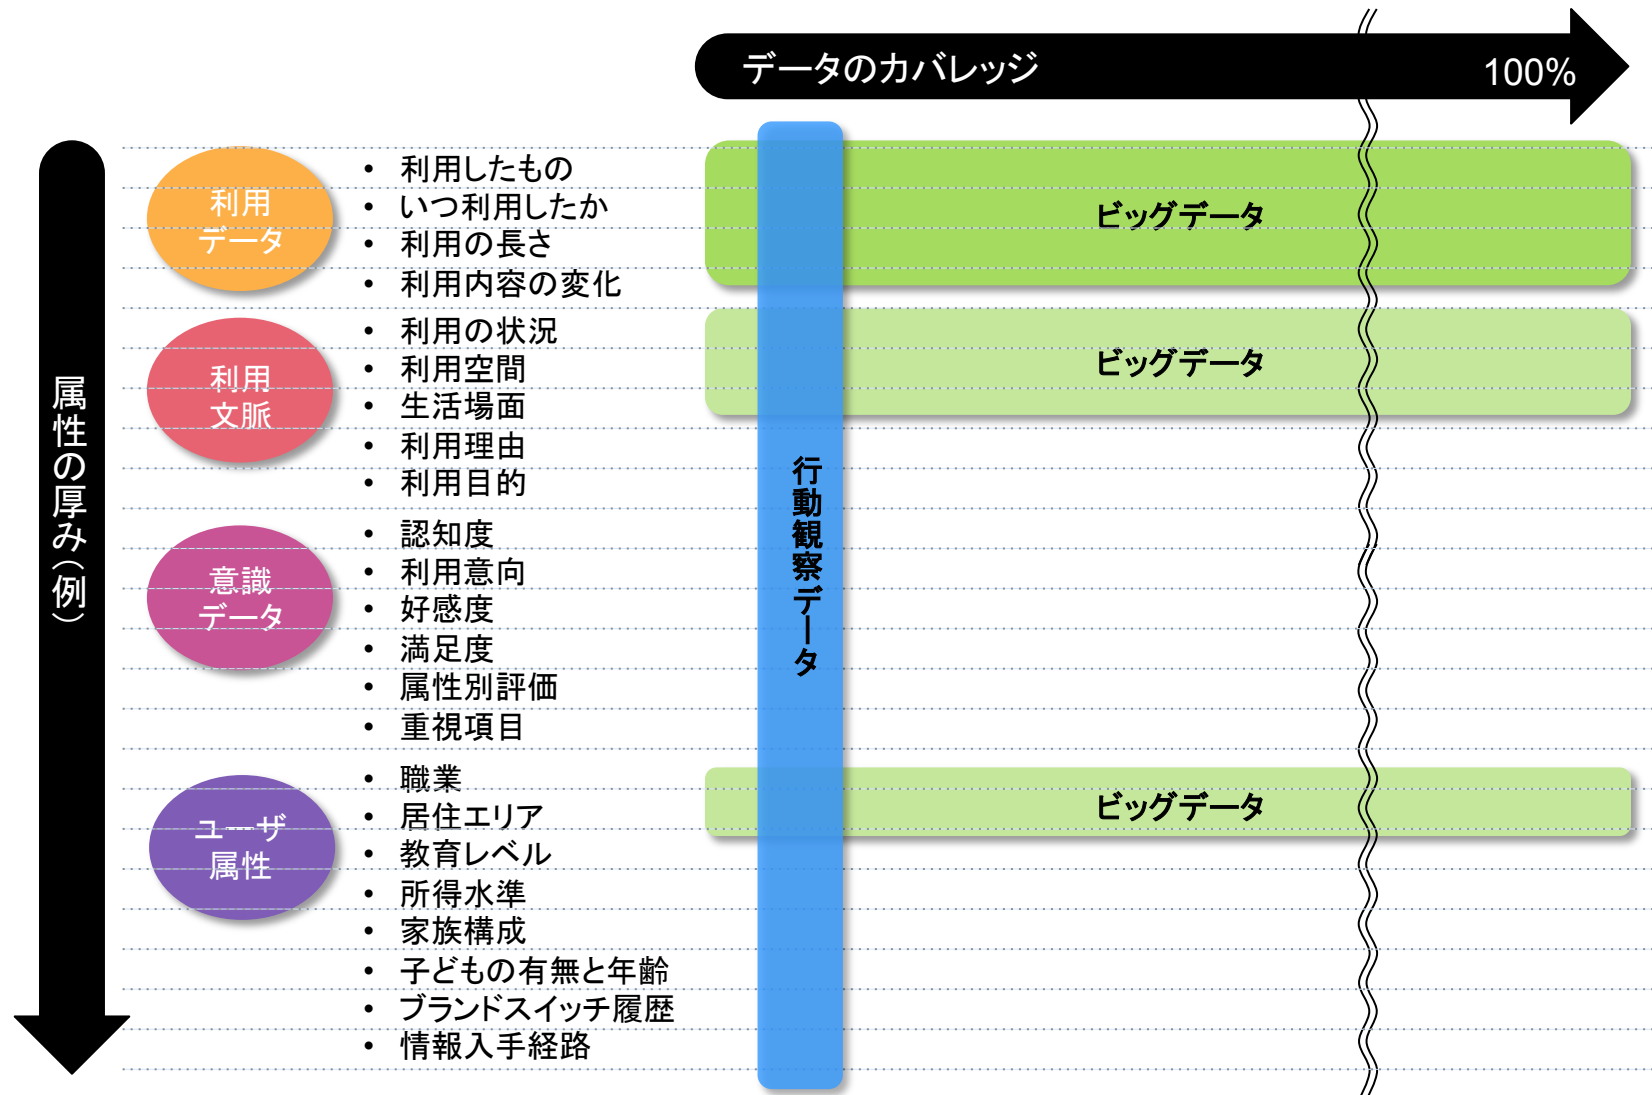 データのカバレッジ
100%
属性の厚み（例）
利用
データ
• 利用したもの
• いつ利用したか
• 利用の長さ
• 利用内容の変化
ビッグデータ
利用
文脈
• 利用の状況
• 利用空間
• 生活場面
• 利用理由
• 利用目的
ビッグデータ
行動観察データ
意識
データ
• 認知度
• 利用意向
• 好感度
• 満足度
• 属性別評価
• 重視項目
ユーザ
属性
• 職業
• 居住エリア
• 教育レベル
• 所得水準
• 家族構成
• 子どもの有無と年齢
• ブランドスイッチ履歴
• 情報入手経路
ビッグデータ